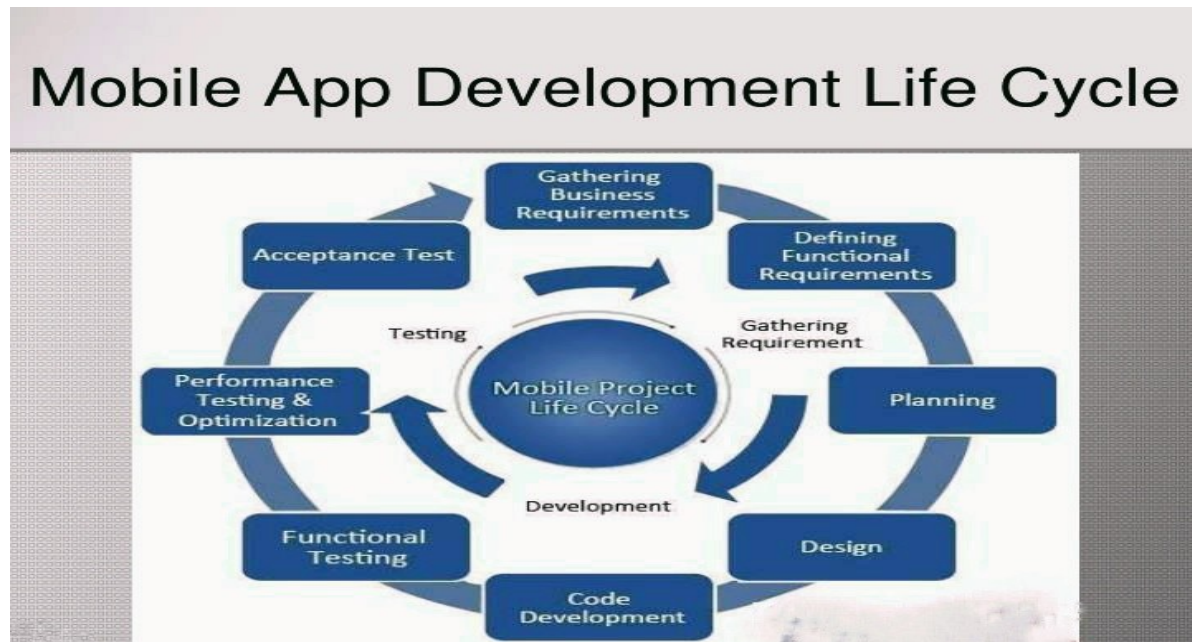 Mobile App Development Life Cycle
Gathering
Business
Requirements
Defining
Functional
Requirements
Planning
Design
Code
Development
Functional
Testing
Performance
Testing &
Optimization
Acceptance Test
Testing
Gathering
Requirement
Development
Mobile Project
Life Cycle